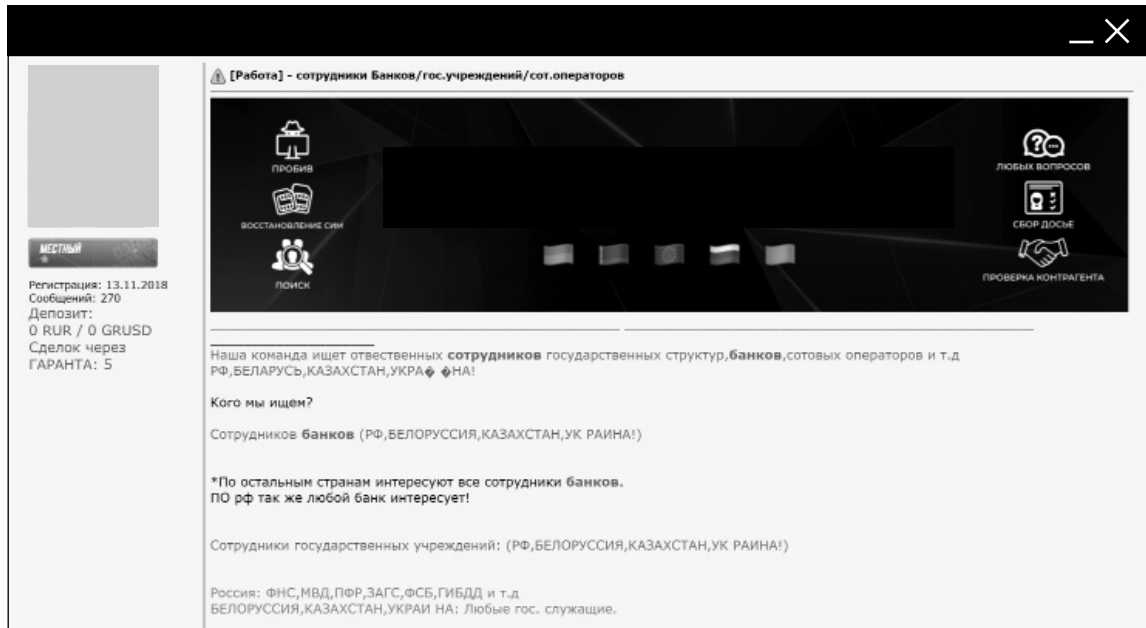 [Работа] - сотрудники Банков/гос.учреждений/сот.операторов
ПРОБИВ
ВОССТАНОВЛЕНИЕ СИМ
ПОИСК
ЛЮБЫХ ВОПРОСОВ
СБОР ДОСЬЕ
ПРОВЕРКА КОНТРАГЕНТА
МЕСТНЫЙ
Регистрация: 13.11.2018
Сообщений: 270
Депозит:
0 RUR / 0 GRUSD
Сделок через
ГАРАНТА: 5
Наша команда ищет отвественных сотрудников государственных структур,банков,сотовых операторов и т.д
РФ,БЕЛАРУСЬ,КАЗАХСТАН,УКРА� �НА!
Кого мы ищем?
Сотрудников банков (РФ,БЕЛОРУССИЯ,КАЗАХСТАН,УК РАИНА!)
*По остальным странам интересуют все сотрудники банков.
ПО рф так же любой банк интересует!
Сотрудники государственных учреждений: (РФ,БЕЛОРУССИЯ,КАЗАХСТАН,УК РАИНА!)
Россия: ФНС,МВД,ПФР,ЗАГС,ФСБ,ГИБДД и т.д
БЕЛОРУССИЯ,КАЗАХСТАН,УКРАИ НА: Любые гос. служащие.